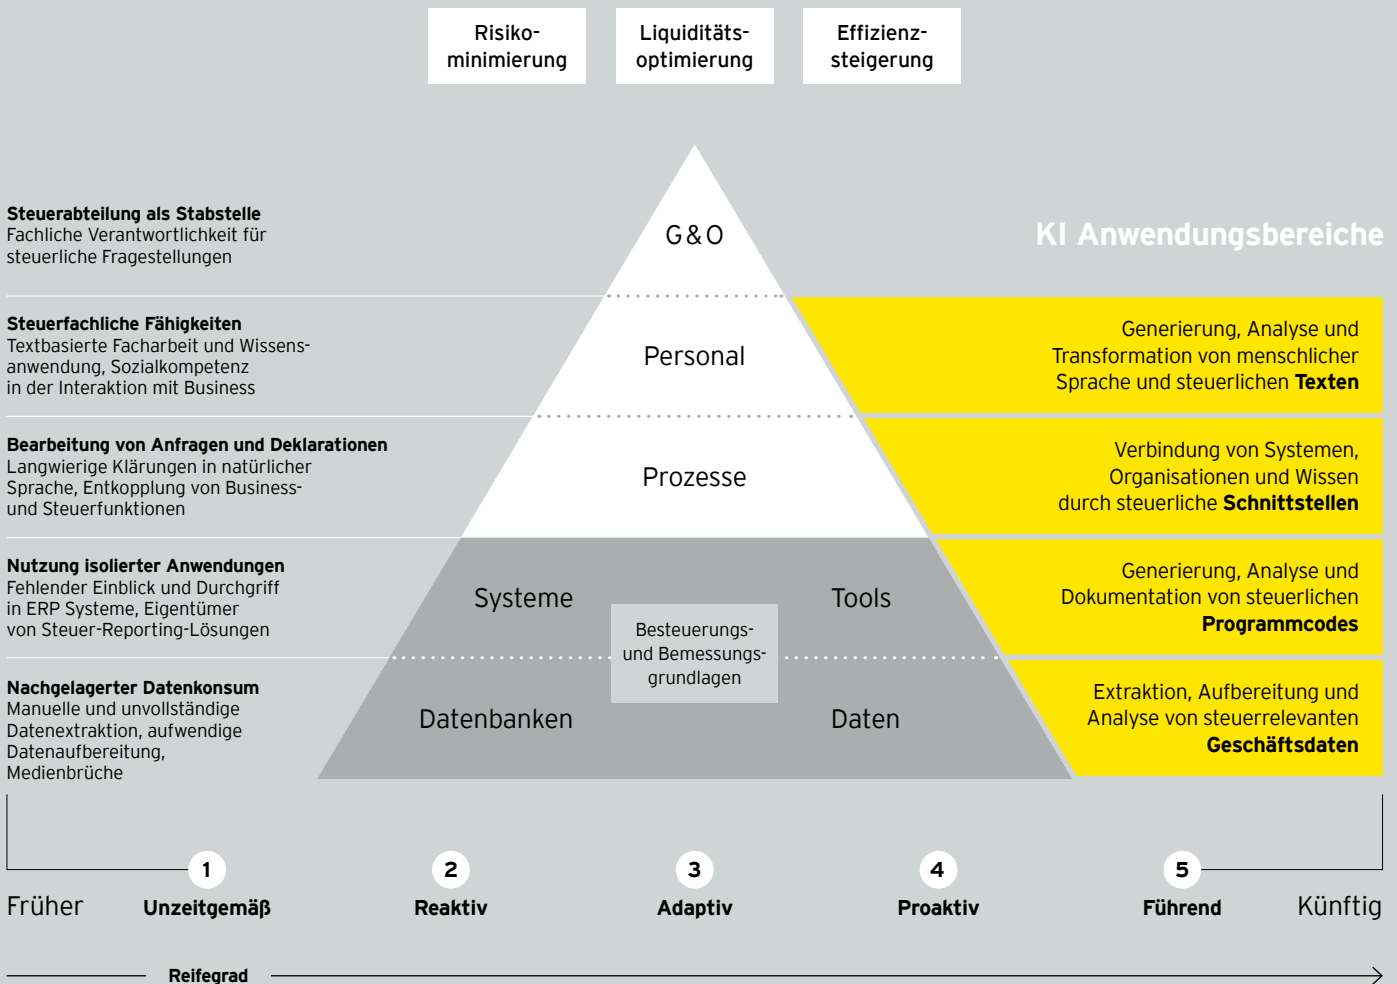 Risiko-
minimierung
Liquiditäts-
optimierung
Effizienz-
steigerung
Steuerabteilung als Stabstelle
Fachliche Verantwortlichkeit für
steuerliche Fragestellungen
G&O
KI Anwendungsbereiche
Steuerfachliche Fähigkeiten
Textbasierte Facharbeit und Wissens-
anwendung, Sozialkompetenz
in der Interaktion mit Business
Personal
Generierung, Analyse und
Transformation von menschlicher
Sprache und steuerlichen Texten
Bearbeitung von Anfragen und Deklarationen
Langwierige Klärungen in natürlicher
Sprache, Entkopplung von Business-
und Steuerfunktionen
Prozesse
Verbindung von Systemen,
Organisationen und Wissen
durch steuerliche Schnittstellen
Nutzung isolierter Anwendungen
Fehlender Einblick und Durchgriff
in ERP Systeme, Eigentümer
von Steuer-Reporting-Lösungen
Systeme
Tools
Besteuerungs-
und Bemessungs-
grundlagen
Generierung, Analyse und
Dokumentation von steuerlichen
Programmcodes
Nachgelagerter Datenkonsum
Manuelle und unvollständige
Datenextraktion, aufwendige
Datenaufbereitung,
Medienbrüche
Datenbanken
Daten
Extraktion, Aufbereitung und
Analyse von steuerrelevanten
Geschäftsdaten
1
2
3
4
5
Früher
Unzeitgemäß
Reaktiv
Adaptiv
Proaktiv
Führend
Künftig
Reifegrad